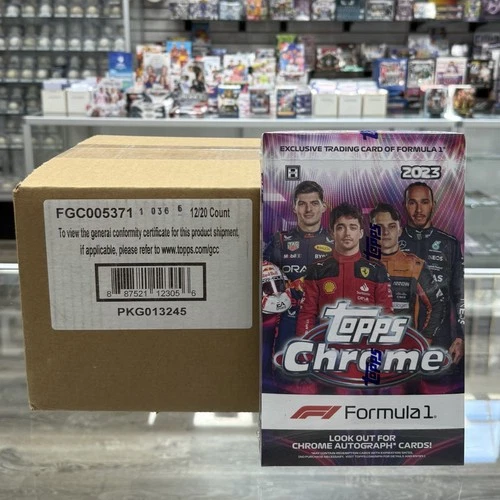 FGC005371 1 036 6 12/20 Count
To view the general conformity certificate for this product shipment,
if applicable, please refer to www.topps.com/gcc
8 87521 12305 6
PKG013245
EXCLUSIVE TRADING CARD OF FORMULA 1®
H
2023
ORACLE
topps
Chrome
F1 Formula 1®
LOOK OUT FOR
CHROME AUTOGRAPH* CARDS!